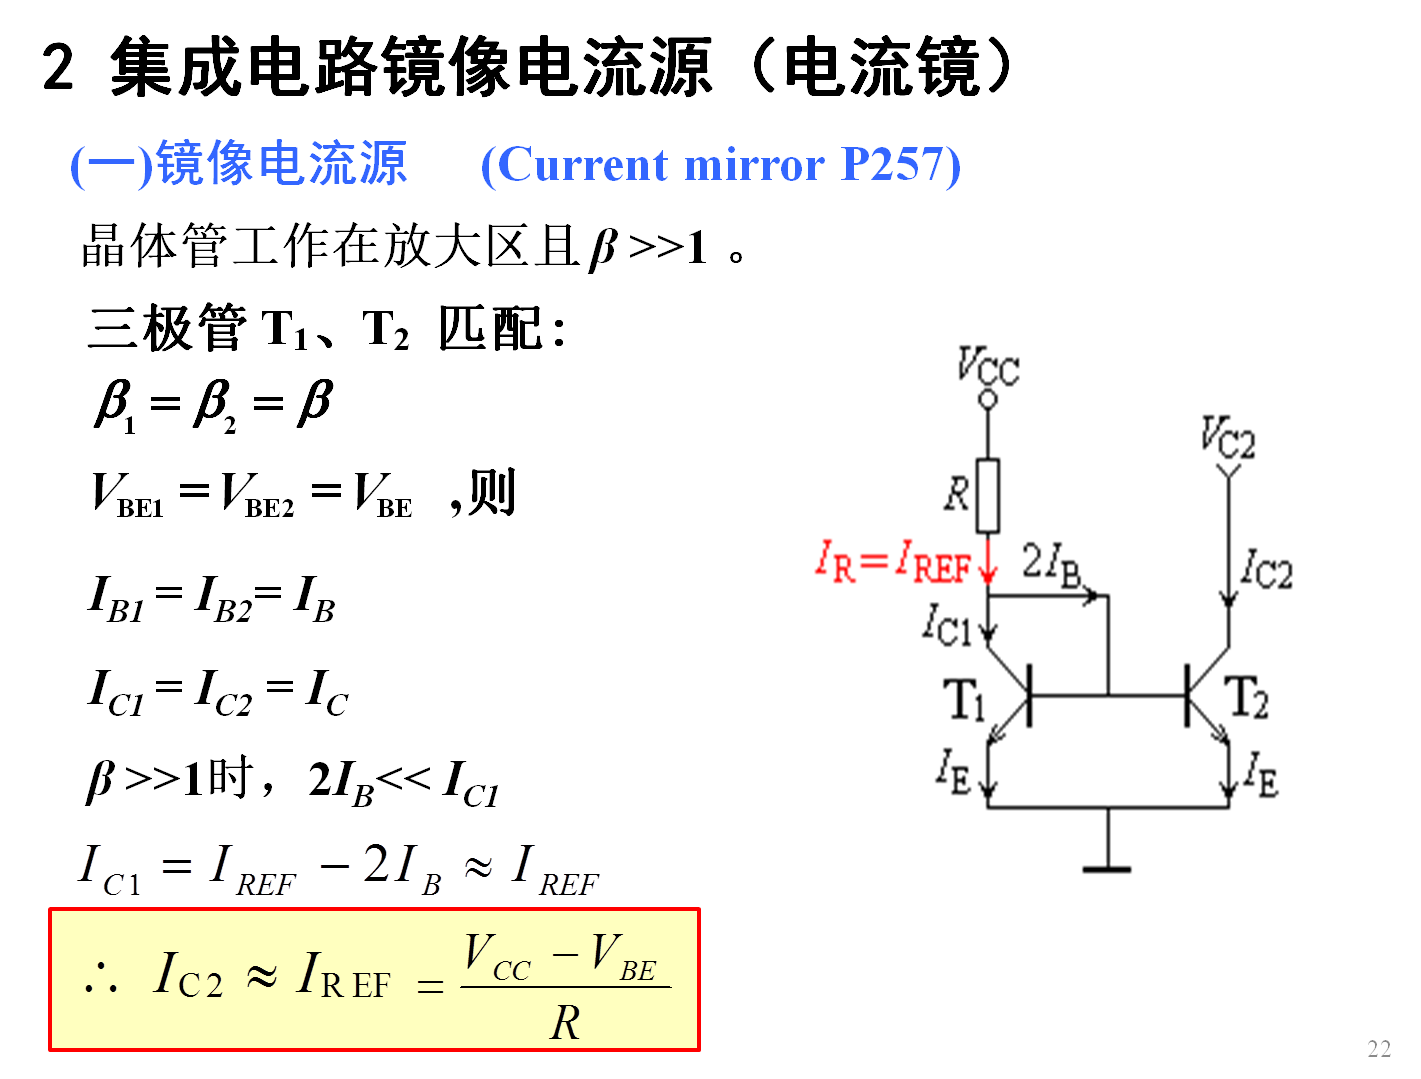 2 集成电路镜像电流源（电流镜）
(一)镜像电流源 (Current mirror P257)
晶体管工作在放大区且β >>1 。
三极管 T1、T2 匹配:
β1 = β2 = β
VBE1 = VBE2 = VBE ,则
IB1 = IB2= IB
IC1 = IC2 = IC
β >>1时，2IB<< IC1
IC1 = IREF − 2IB ≈ IREF
∴ IC2 ≈ IREF = (VCC − VBE) / R
VCC
VC2
R
IR=IREF
2IB
IC2
IC1
T1
T2
IE
IE
22